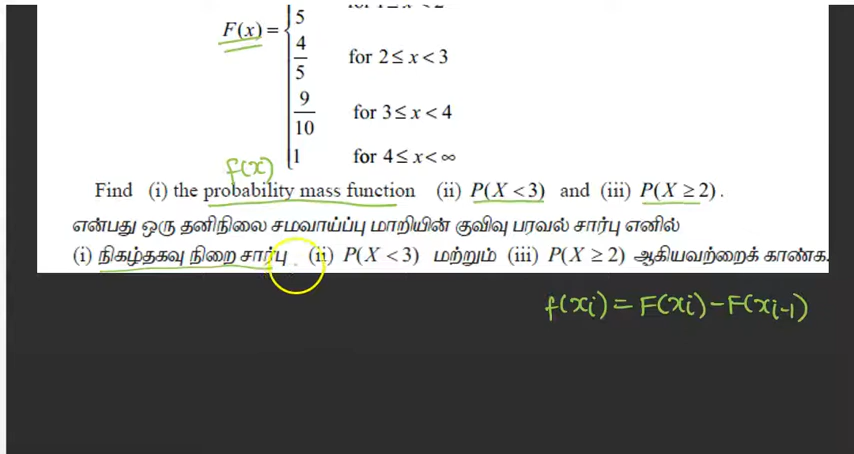 5
F(x) =
4
5
for 2 ≤ x < 3
9
10
for 3 ≤ x < 4
1 for 4 ≤ x < ∞
f(x)
Find (i) the probability mass function (ii) P(X < 3) and (iii) P(X ≥ 2) .
என்பது ஒரு தனிநிலை சமவாய்ப்பு மாறியின் குவிவு பரவல் சார்பு எனில்
(i) நிகழ்தகவு நிறை சார்பு (ii) P(X < 3) மற்றும் (iii) P(X ≥ 2) ஆகியவற்றைக் காண்க.
f(xi) = F(xi) - F(xi-1)